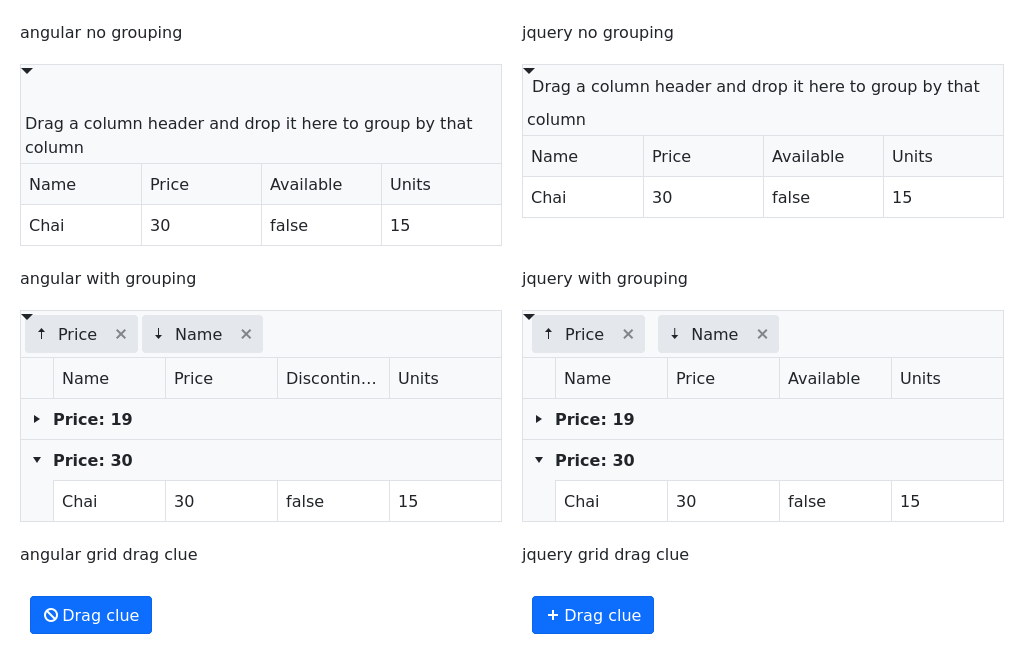 angular no grouping
Drag a column header and drop it here to group by that
column
Name Price Available Units
Chai 30 false 15
jquery no grouping
Drag a column header and drop it here to group by that
column
Name Price Available Units
Chai 30 false 15
angular with grouping
Price Name
Name Price Discontin... Units
Price: 19
Price: 30
Chai 30 false 15
jquery with grouping
Price Name
Name Price Available Units
Price: 19
Price: 30
Chai 30 false 15
angular grid drag clue
Drag clue
jquery grid drag clue
Drag clue